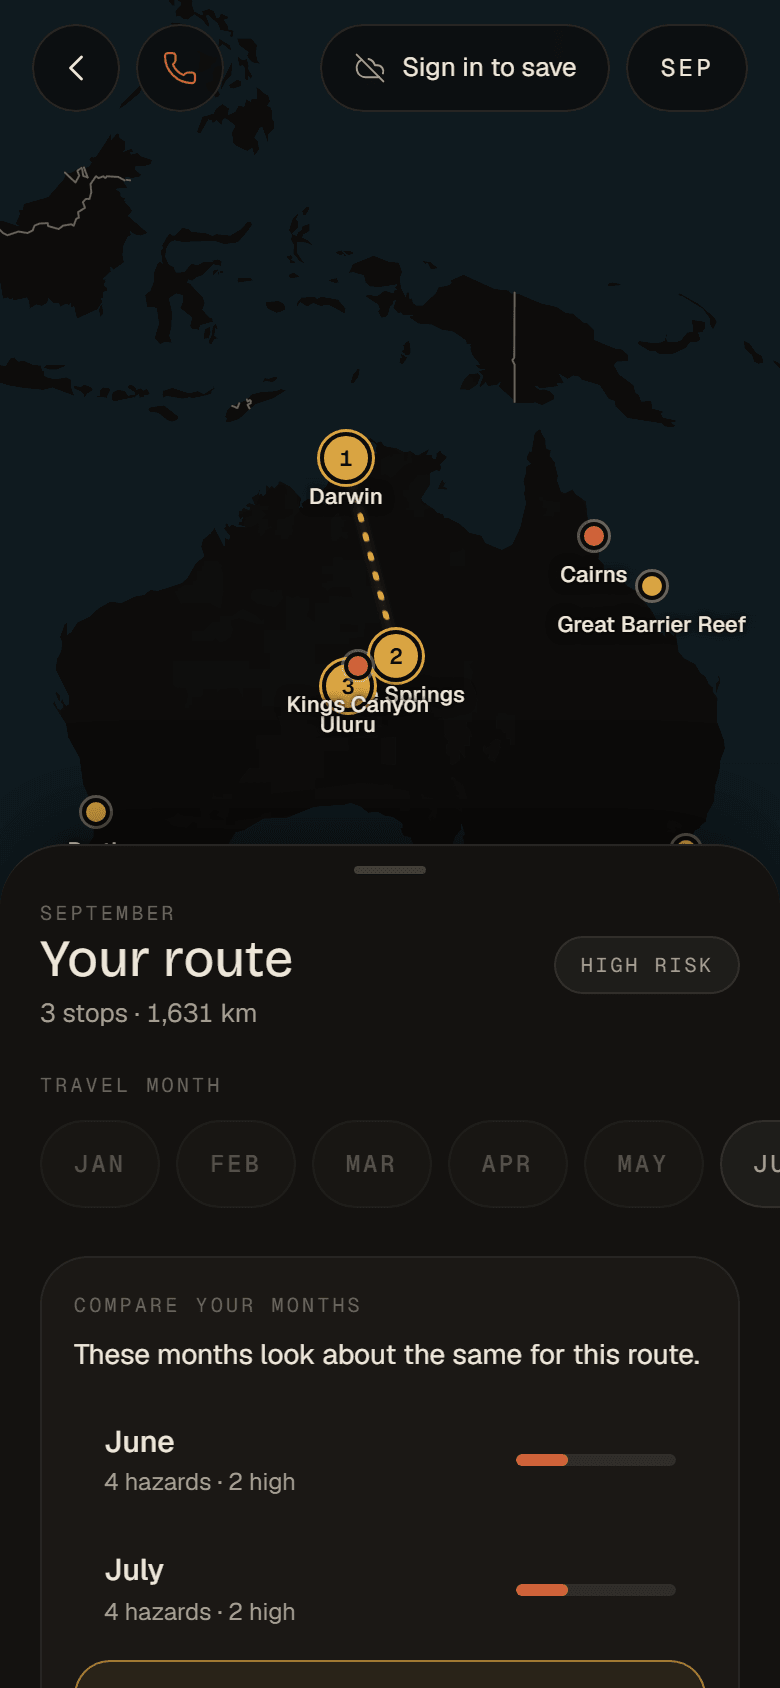 Sign in to save
SEP
1
Darwin
Cairns
Great Barrier Reef
2
3
Springs
Kings Canyon
Uluru
SEPTEMBER
Your route
HIGH RISK
3 stops · 1,631 km
TRAVEL MONTH
JAN FEB MAR APR MAY
COMPARE YOUR MONTHS
These months look about the same for this route.
June
4 hazards · 2 high
July
4 hazards · 2 high